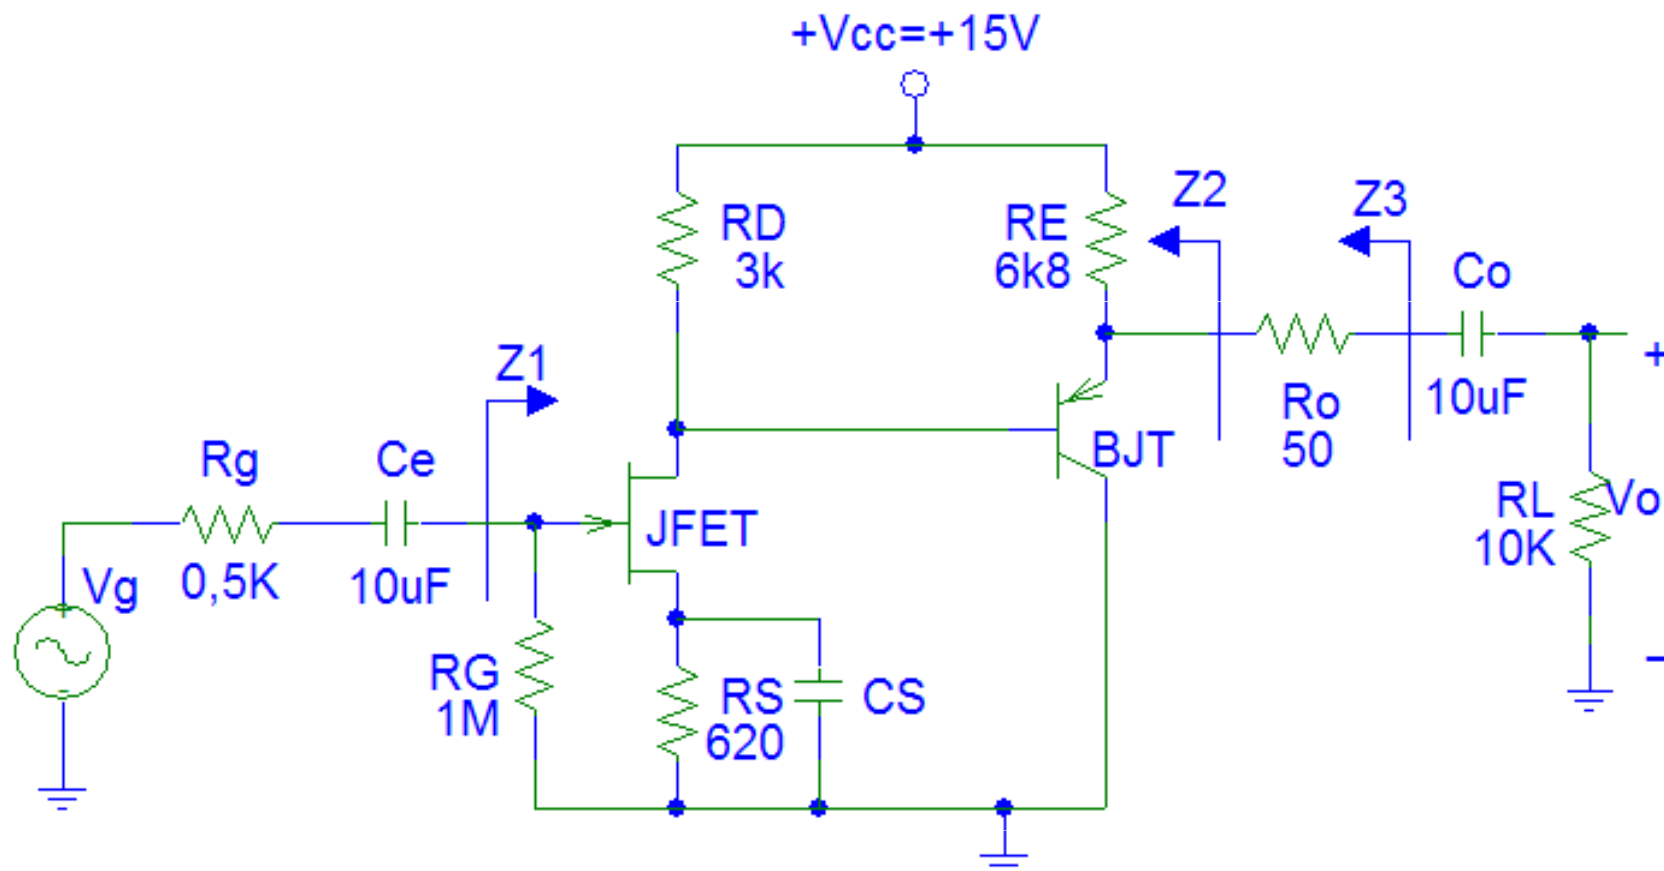 +Vcc=+15V
RD
3k
RE
6k8
Z2
Z3
Co
10uF
+
Z1
Ro
50
Rg
0,5K
Ce
10uF
JFET
BJT
RL
10K
Vo
Vg
RG
1M
RS
620
CS
-